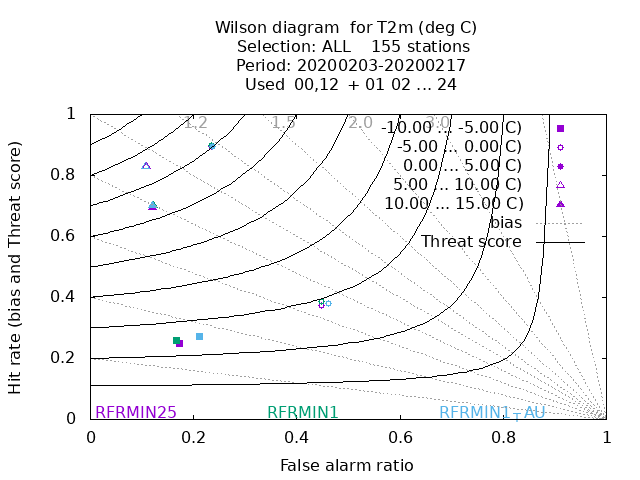 Wilson diagram  for T2m (deg C)
Selection: ALL    155 stations
Period: 20200203-20200217
Used  00,12  + 01 02 ... 24
Hit rate (bias and Threat score)
1
0.8
0.6
0.4
0.2
0
1.2
1.5
2.0
3.0
-10.00 ... -5.00 C)
-5.00 ... 0.00 C)
0.00 ... 5.00 C)
5.00 ... 10.00 C)
10.00 ... 15.00 C)
bias
Threat score
RFRMIN25
RFRMIN1
RFRMIN1_AU
0
0.2
0.4
0.6
0.8
1
False alarm ratio